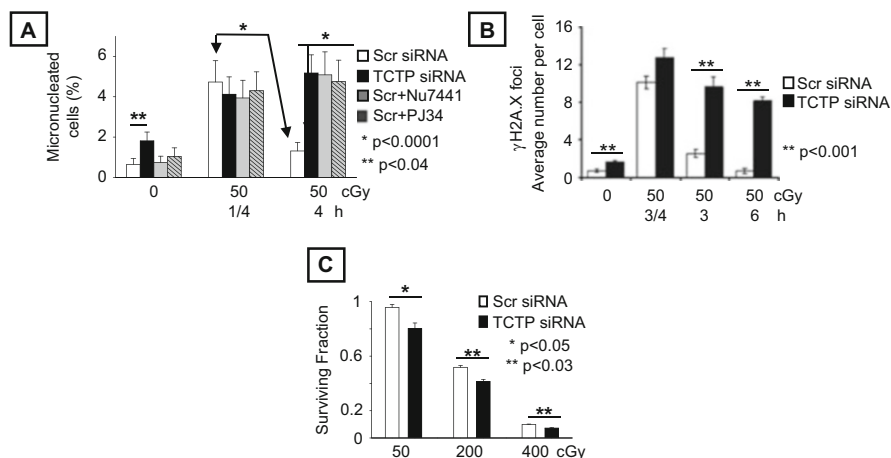 A
Micronucleated
cells (%)
6
4
2
0
**
*
*
Scr siRNA
TCTP siRNA
Scr+Nu7441
Scr+PJ34
* p<0.0001
** p<0.04
0 50 50 cGy
1/4 4 h
B
γH2A.X foci
Average number per cell
16
12
8
4
0
**
**
**
Scr siRNA
TCTP siRNA
** p<0.001
0 50 50 50 cGy
3/4 3 6 h
C
Surviving Fraction
1
0.6
0.2
0
*
**
**
Scr siRNA
TCTP siRNA
* p<0.05
** p<0.03
50 200 400 cGy